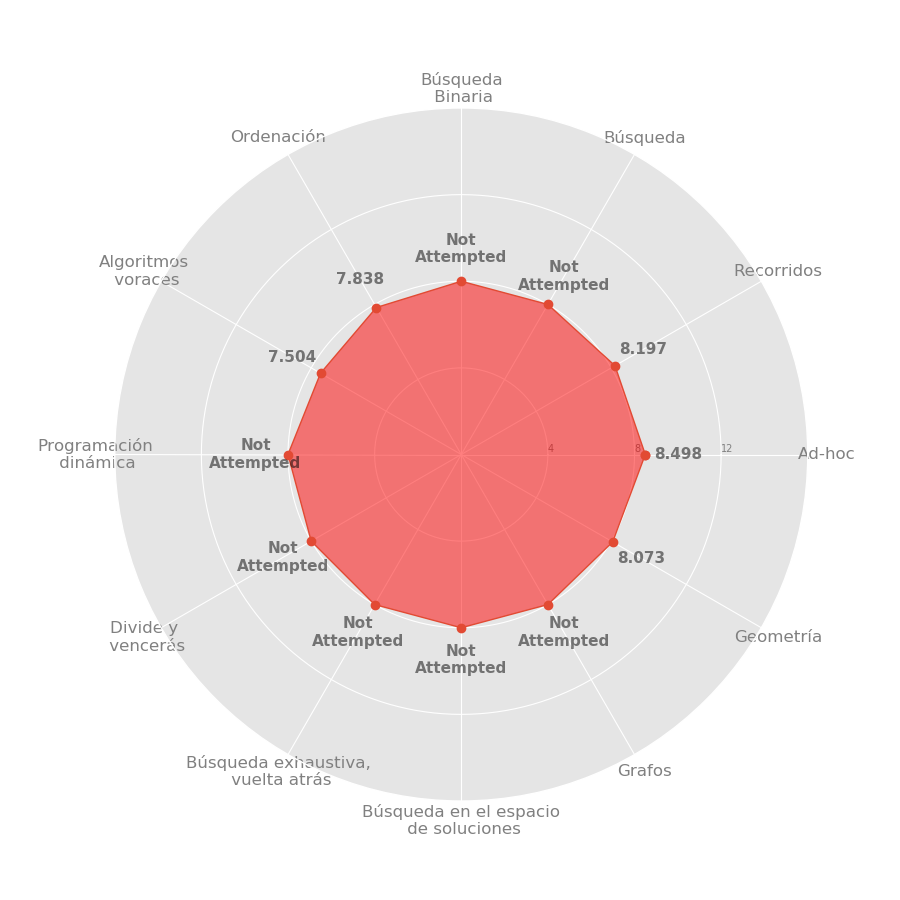 Búsqueda
Binaria
Ordenación
Búsqueda
Not
Attempted
Algoritmos
voraces
Not
Attempted
Recorridos
7.838
8.197
7.504
Programación
dinámica
Not
Attempted
4
8
12
8.498
Ad-hoc
Not
Attempted
8.073
Divide y
vencerás
Not
Attempted
Not
Attempted
Geometría
Not
Attempted
Búsqueda exhaustiva,
vuelta atrás
Grafos
Búsqueda en el espacio
de soluciones